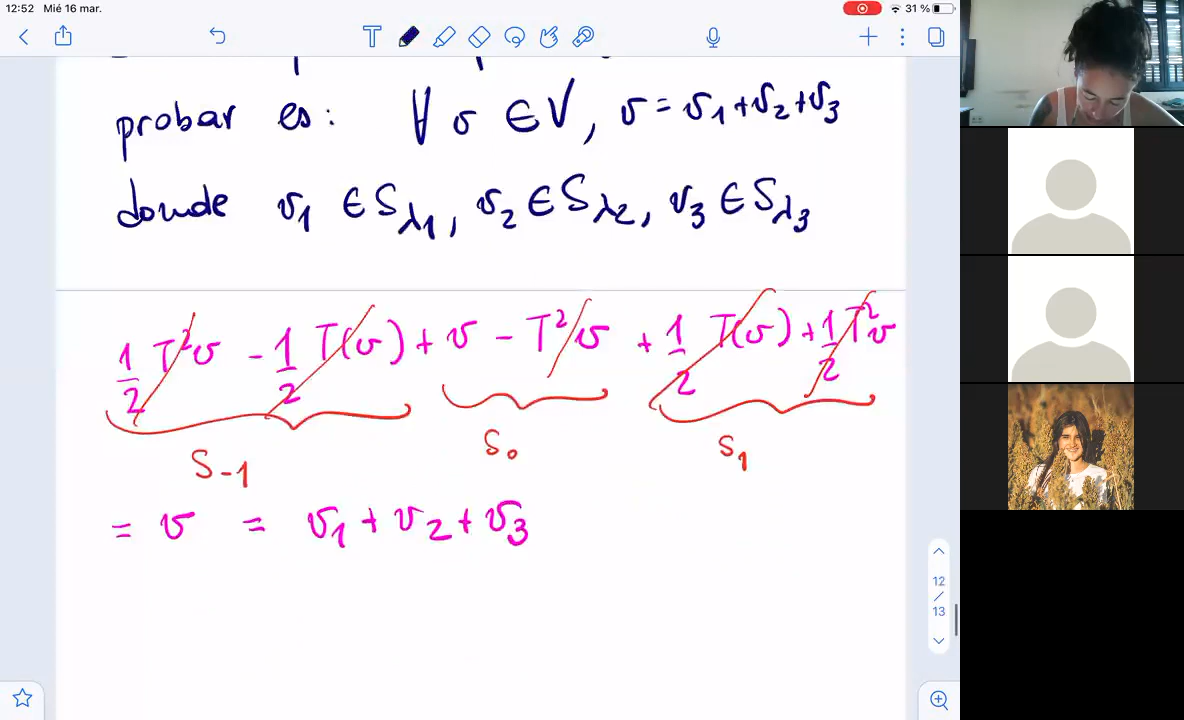 12:52 Mié 16 mar.
31 %
T
probar es: ∀ v ∈ V, v = v₁ + v₂ + v₃
donde v₁ ∈ S_λ₁, v₂ ∈ S_λ₂, v₃ ∈ S_λ₃
1/2 T²v - 1/2 T(v) + v - T²v + 1/2 T(v) + 1/2 T²v
S₋₁ S₀ S₁
= v = v₁ + v₂ + v₃
12
/
13